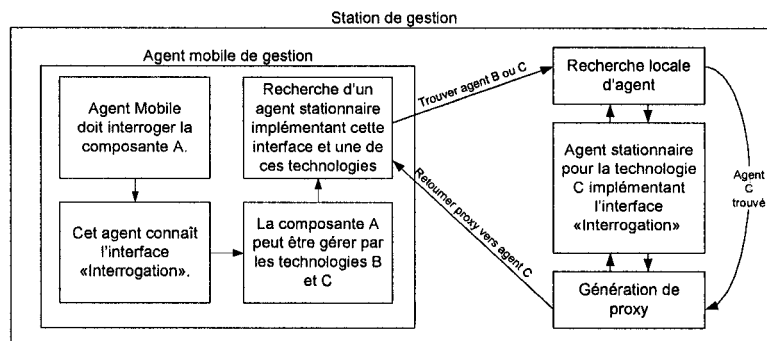 Station de gestion
Agent mobile de gestion
Agent Mobile
doit interroger la
composante A.
Cet agent connaît
l'interface
«Interrogation».
La composante A
peut être gérer par
les technologies B
et C
Recherche d'un
agent stationnaire
implémentant cette
interface et une de
ces technologies
Trouver agent B ou C
Retourner proxy vers agent C
Recherche locale
d'agent
Agent stationnaire
pour la technologie
C implémentant
l'interface
«Interrogation»
Agent
C
trouvé
Génération de
proxy